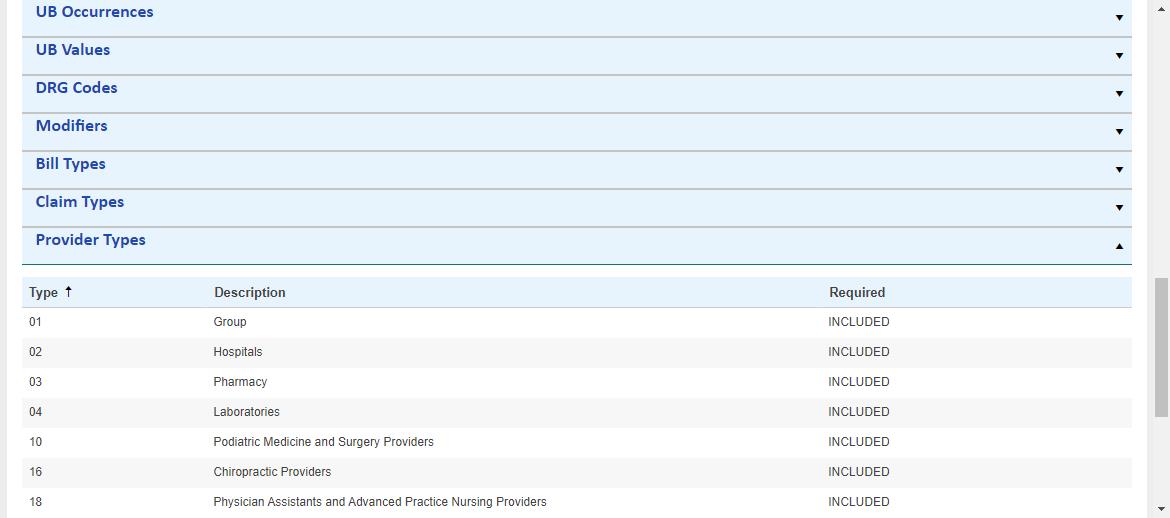 UB Occurrences
UB Values
DRG Codes
Modifiers
Bill Types
Claim Types
Provider Types
Type ↑ Description Required
01 Group INCLUDED
02 Hospitals INCLUDED
03 Pharmacy INCLUDED
04 Laboratories INCLUDED
10 Podiatric Medicine and Surgery Providers INCLUDED
16 Chiropractic Providers INCLUDED
18 Physician Assistants and Advanced Practice Nursing Providers INCLUDED